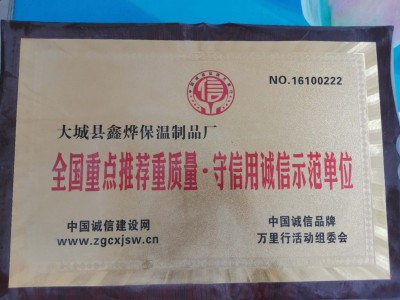 信
NO.16100222
大城县鑫烨保温制品厂
全国重点推荐重质量·守信用诚信示范单位
中国诚信建设网
www.zgcxjsw.cn
中国诚信品牌
万里行活动组委会